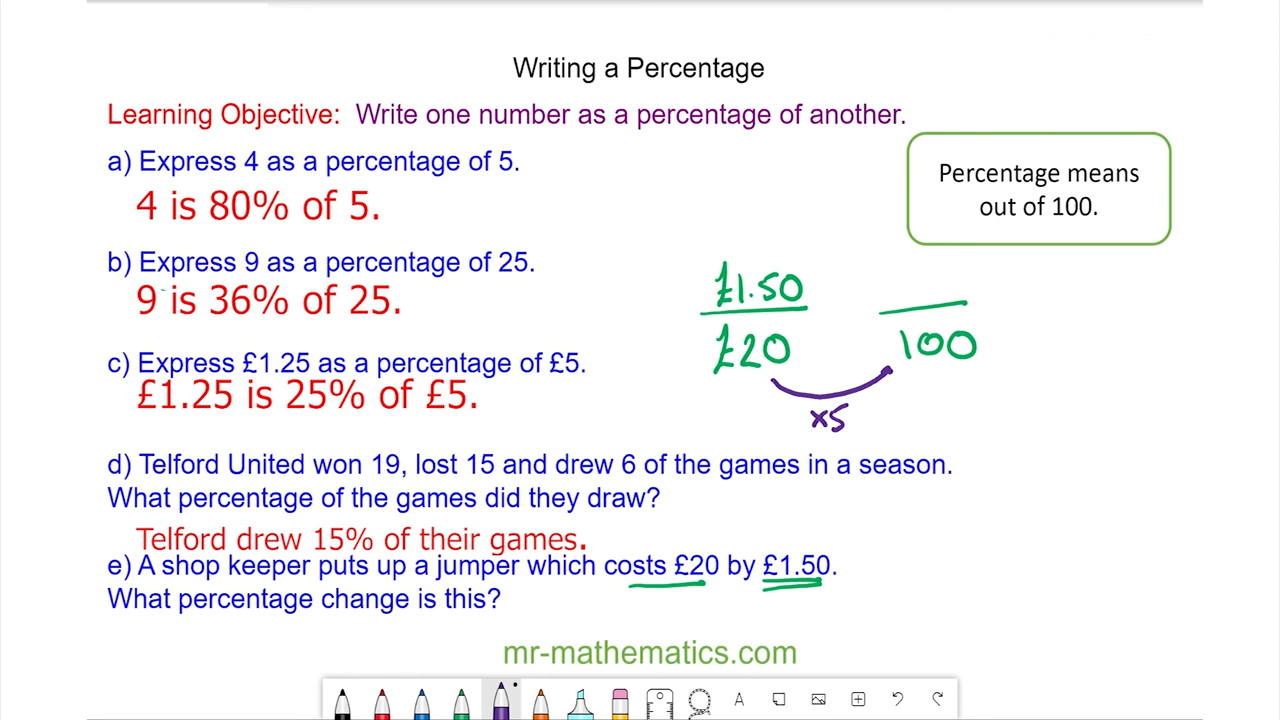 Writing a Percentage
Learning Objective: Write one number as a percentage of another.
a) Express 4 as a percentage of 5.
4 is 80% of 5.
Percentage means
out of 100.
b) Express 9 as a percentage of 25.
9 is 36% of 25.
£1.50
£20
100
x5
c) Express £1.25 as a percentage of £5.
£1.25 is 25% of £5.
d) Telford United won 19, lost 15 and drew 6 of the games in a season.
What percentage of the games did they draw?
Telford drew 15% of their games.
e) A shop keeper puts up a jumper which costs £20 by £1.50.
What percentage change is this?
mr-mathematics.com
A